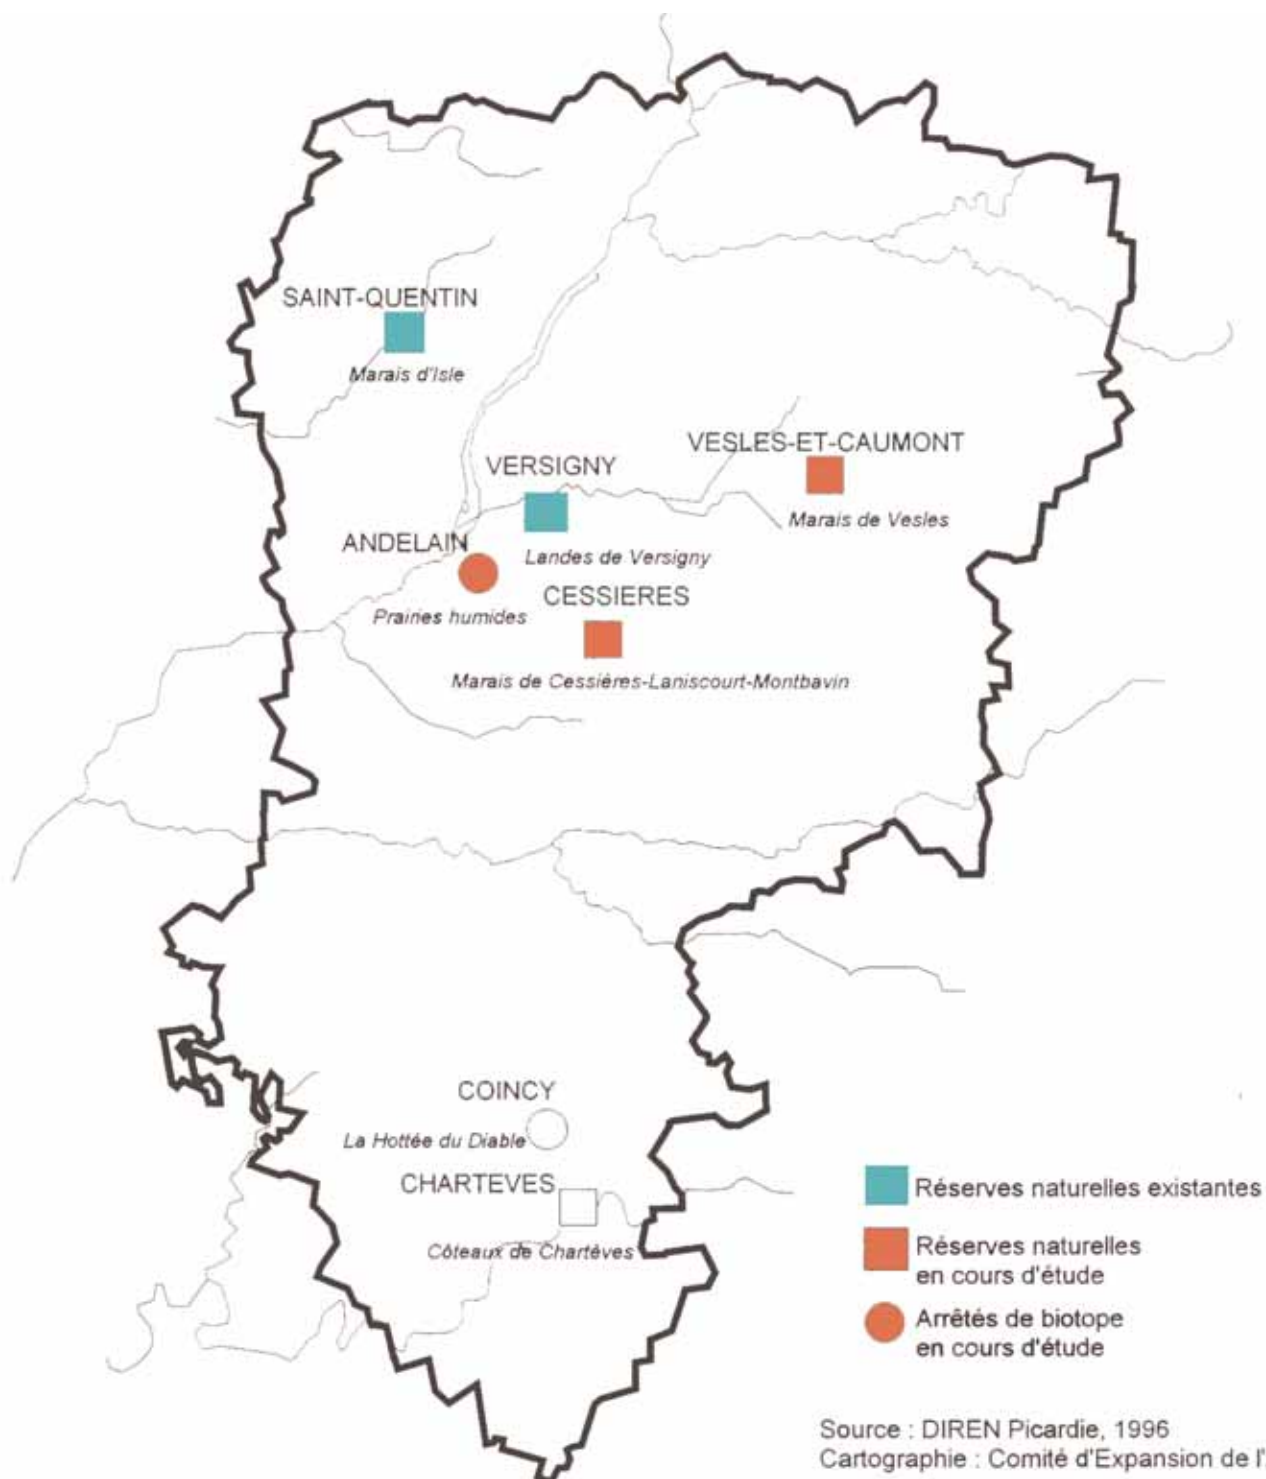 SAINT-QUENTIN
Marais d'Isle
VESLES-ET-CAUMONT
Marais de Vesles
VERSIGNY
Landes de Versigny
ANDELAIN
Prairies humides
CESSIERES
Marais de Cessières-Laniscourt-Montbavin
COINCY
La Hottée du Diable
CHARTEVES
Côteaux de Chartèves
Réserves naturelles existantes
Réserves naturelles
en cours d'étude
Arrêtés de biotope
en cours d'étude
Source : DIREN Picardie, 1996
Cartographie : Comité d'Expansion de l'